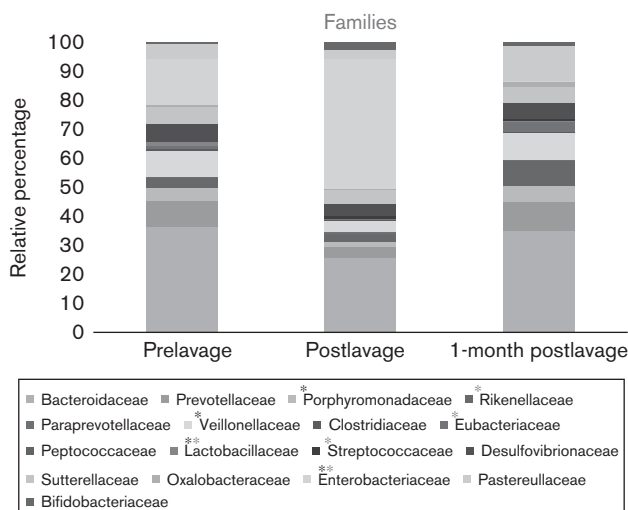 Families
100
90
80
70
60
50
40
30
20
10
0
Relative percentage
Prelavage Postlavage 1-month postlavage
Bacteroidaceae Prevotellaceae *Porphyromonadaceae *Rikenellaceae
Paraprevotellaceae *Veillonellaceae Clostridiaceae *Eubacteriaceae
Peptococcaceae **Lactobacillaceae *Streptococcaceae Desulfovibrionaceae
Sutterellaceae Oxalobacteraceae **Enterobacteriaceae Pastereullaceae
Bifidobacteriaceae